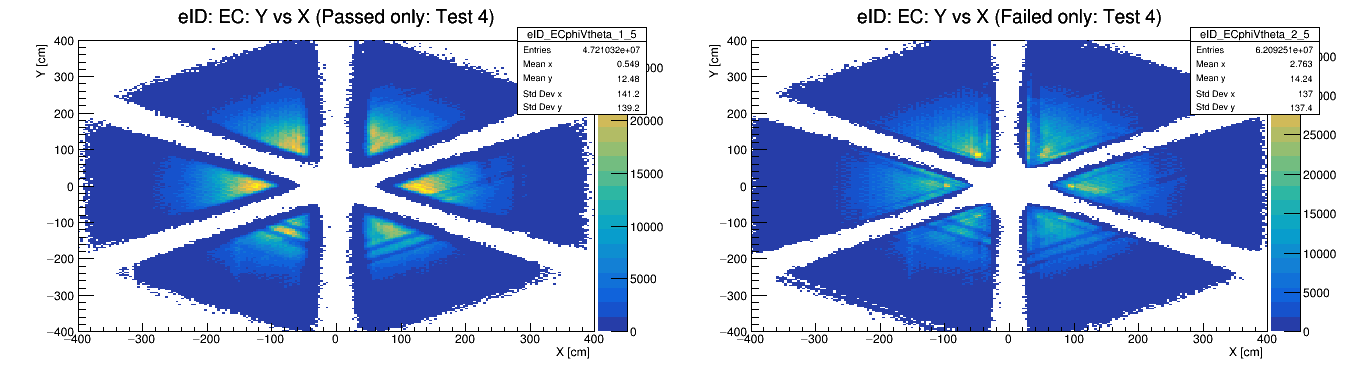 eID: EC: Y vs X (Passed only: Test 4)
Y [cm]
400
300
200
100
0
−100
−200
−300
−400
−400 −300 −200 −100 0 100 200 300 400
X [cm]
eID_ECphiVtheta_1_5
Entries 4.721032e+07
Mean x 0.549
Mean y 12.48
Std Dev x 141.2
Std Dev y 139.2
000
20000
15000
10000
5000
0
eID: EC: Y vs X (Failed only: Test 4)
Y [cm]
400
300
200
100
0
−100
−200
−300
−400
−400 −300 −200 −100 0 100 200 300 400
X [cm]
eID_ECphiVtheta_2_5
Entries 6.209251e+07
Mean x 2.763
Mean y 14.24
Std Dev x 137
Std Dev y 137.4
000
000
25000
20000
15000
10000
5000
0